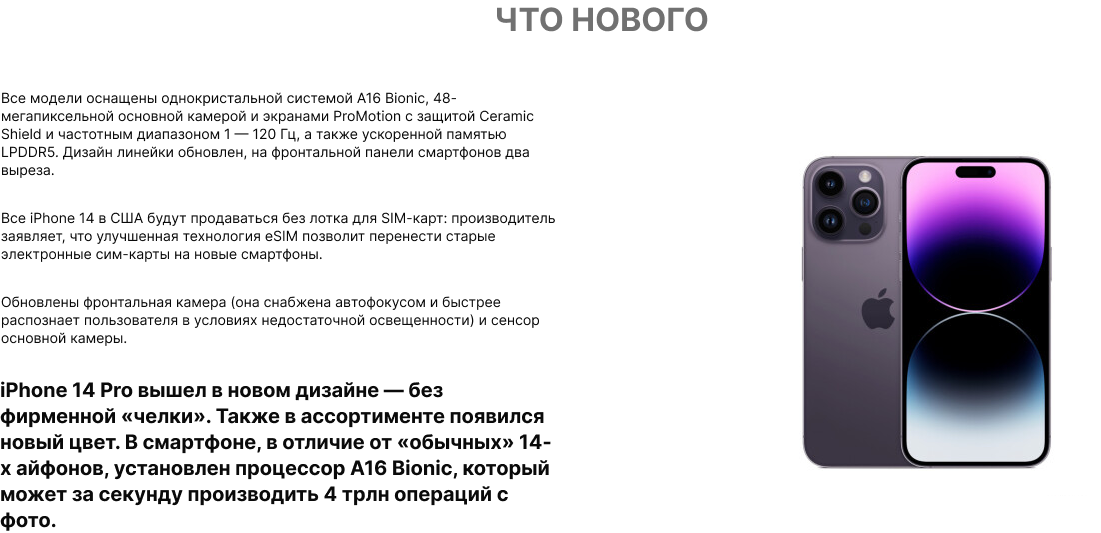 ЧТО НОВОГО
Все модели оснащены однокристальной системой A16 Bionic, 48-
мегапиксельной основной камерой и экранами ProMotion с защитой Ceramic
Shield и частотным диапазоном 1 — 120 Гц, а также ускоренной памятью
LPDDR5. Дизайн линейки обновлен, на фронтальной панели смартфонов два
выреза.
Все iPhone 14 в США будут продаваться без лотка для SIM-карт: производитель
заявляет, что улучшенная технология eSIM позволит перенести старые
электронные сим-карты на новые смартфоны.
Обновлены фронтальная камера (она снабжена автофокусом и быстрее
распознает пользователя в условиях недостаточной освещенности) и сенсор
основной камеры.
iPhone 14 Pro вышел в новом дизайне — без
фирменной «челки». Также в ассортименте появился
новый цвет. В смартфоне, в отличие от «обычных» 14-
х айфонов, установлен процессор A16 Bionic, который
может за секунду производить 4 трлн операций с
фото.